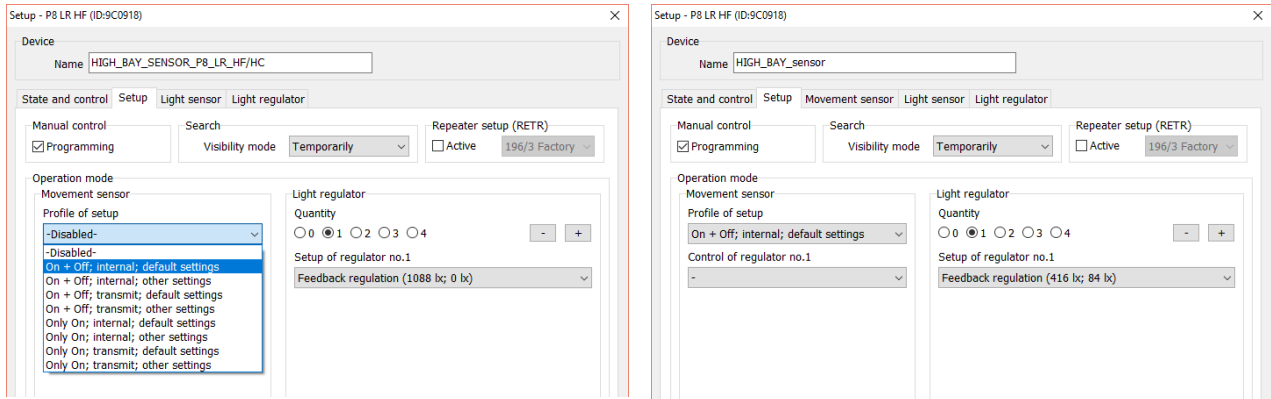 Setup - P8 LR HF (ID:9C0918)
Device
Name HIGH_BAY_SENSOR_P8_LR_HF/HC
State and control Setup Light sensor Light regulator
Manual control Search Repeater setup (RETR)
Programming Visibility mode Temporarily Active 196/3 Factory
Operation mode
Movement sensor Light regulator
Profile of setup Quantity
-Disabled- 0 1 2 3 4 - +
-Disabled-
On + Off; internal; default settings Setup of regulator no.1
On + Off; internal; other settings Feedback regulation (1088 lx; 0 lx)
On + Off; transmit; default settings
On + Off; transmit; other settings
Only On; internal; default settings
Only On; internal; other settings
Only On; transmit; default settings
Only On; transmit; other settings
Setup - P8 LR HF (ID:9C0918)
Device
Name HIGH_BAY_sensor
State and control Setup Movement sensor Light sensor Light regulator
Manual control Search Repeater setup (RETR)
Programming Visibility mode Temporarily Active 196/3 Factory
Operation mode
Movement sensor Light regulator
Profile of setup Quantity
On + Off; internal; default settings 0 1 2 3 4 - +
Control of regulator no.1 Setup of regulator no.1
- Feedback regulation (416 lx; 84 lx)